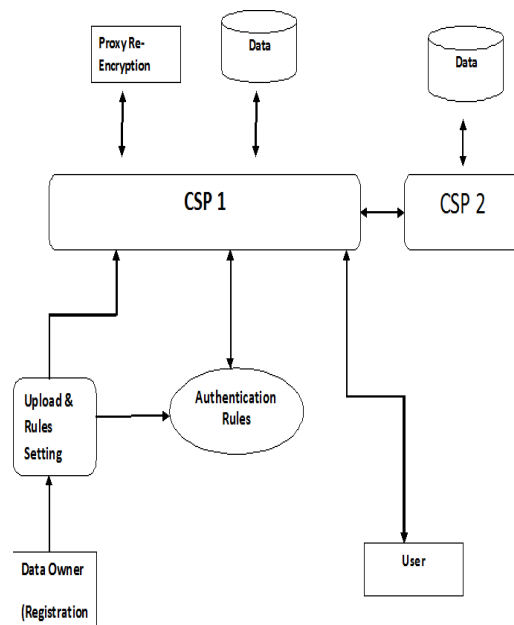 Proxy Re-
Encryption
Data
Data
CSP 1
CSP 2
Upload &
Rules
Setting
Authentication
Rules
Data Owner
(Registration
User